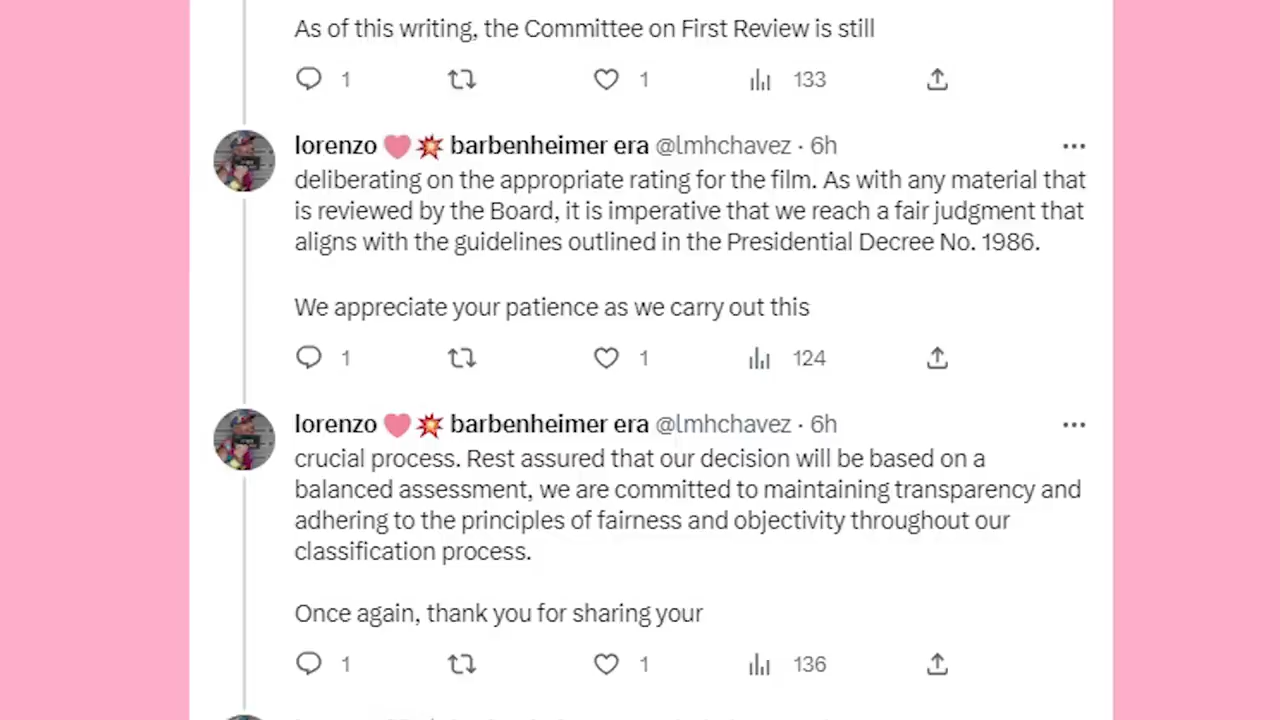 As of this writing, the Committee on First Review is still
1 1 133
lorenzo 🩷💥 barbenheimer era @lmhchavez · 6h
deliberating on the appropriate rating for the film. As with any material that
is reviewed by the Board, it is imperative that we reach a fair judgment that
aligns with the guidelines outlined in the Presidential Decree No. 1986.
We appreciate your patience as we carry out this
1 1 124
lorenzo 🩷💥 barbenheimer era @lmhchavez · 6h
crucial process. Rest assured that our decision will be based on a
balanced assessment, we are committed to maintaining transparency and
adhering to the principles of fairness and objectivity throughout our
classification process.
Once again, thank you for sharing your
1 1 136